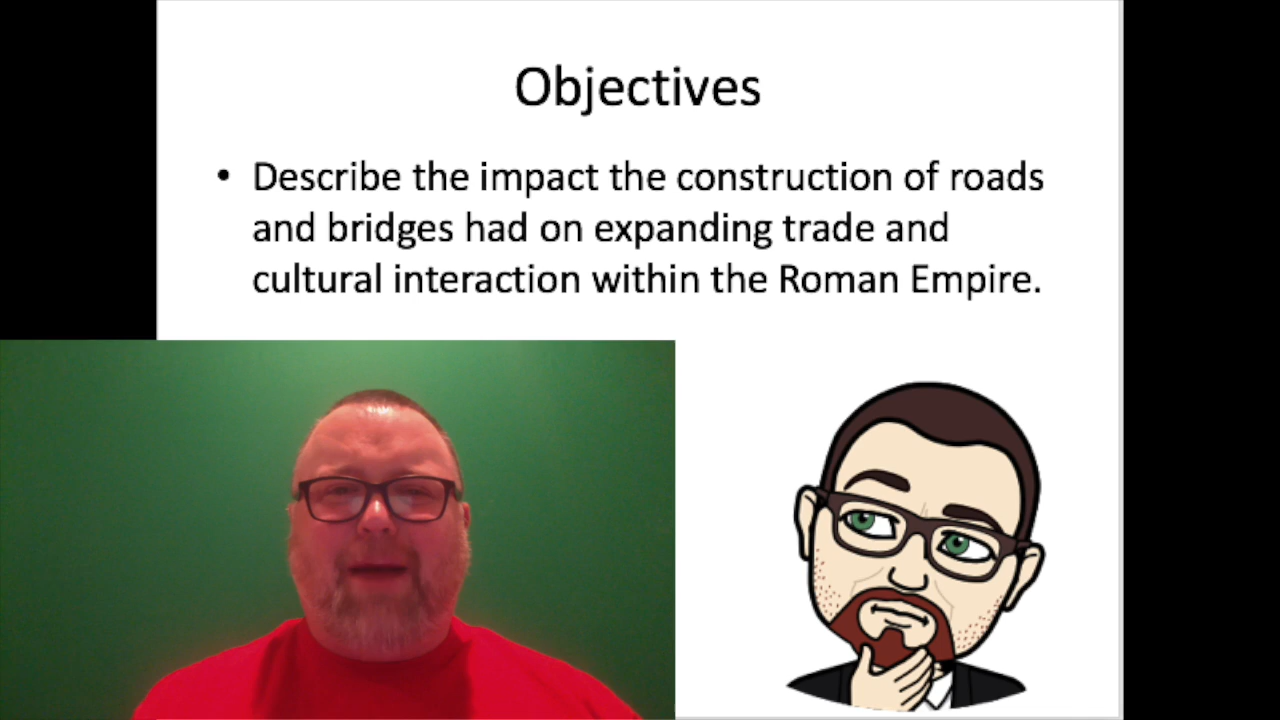 Objectives
• Describe the impact the construction of roads
and bridges had on expanding trade and
cultural interaction within the Roman Empire.